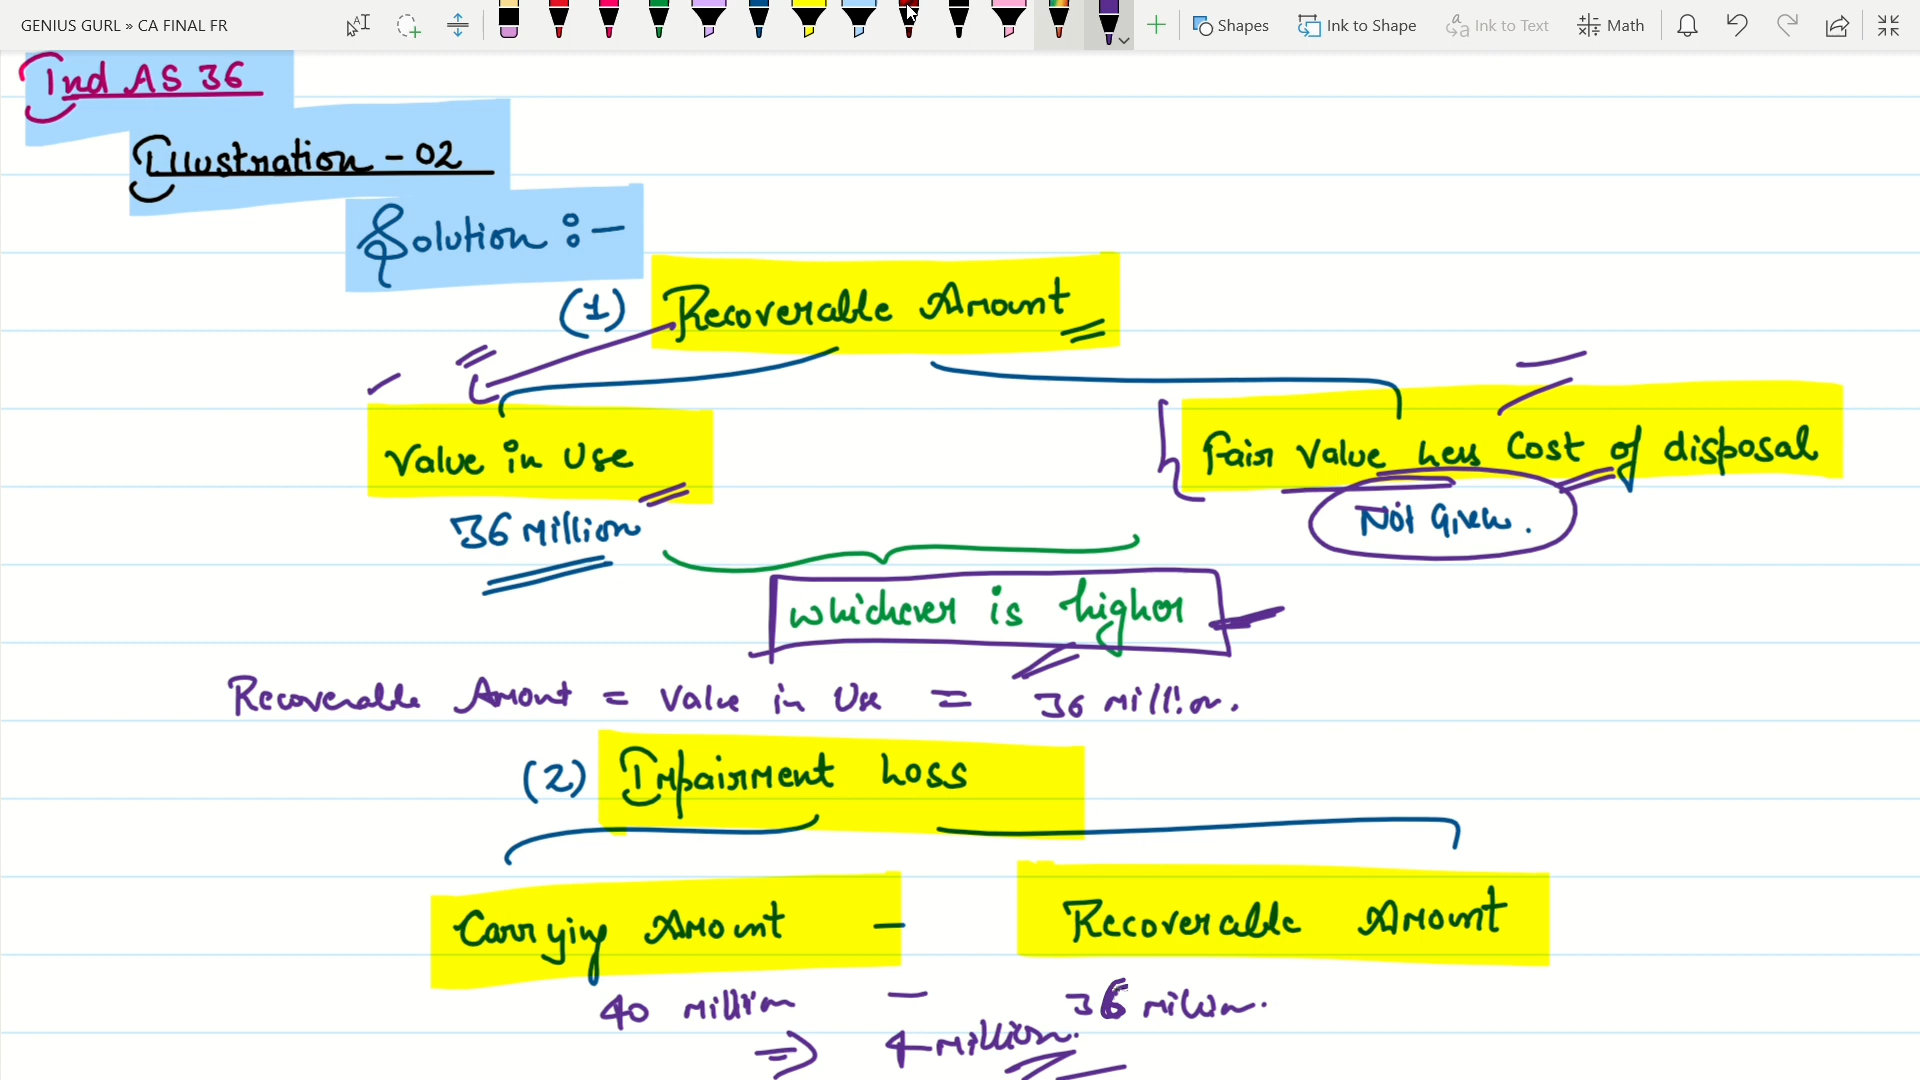 GENIUS GURL » CA FINAL FR
Shapes
Ink to Shape
Ink to Text
Math
Ind AS 36
Illustration - 02
Solution :-
(1) Recoverable Amount
Value in Use
Fair Value Less Cost of disposal
36 Million
Not Given.
whichever is higher
Recoverable Amont = Value in Use = 36 Million.
(2) Impairment Loss
Carrying Amount - Recoverable Amount
40 Million - 36 Million.
⇒ 4 million.